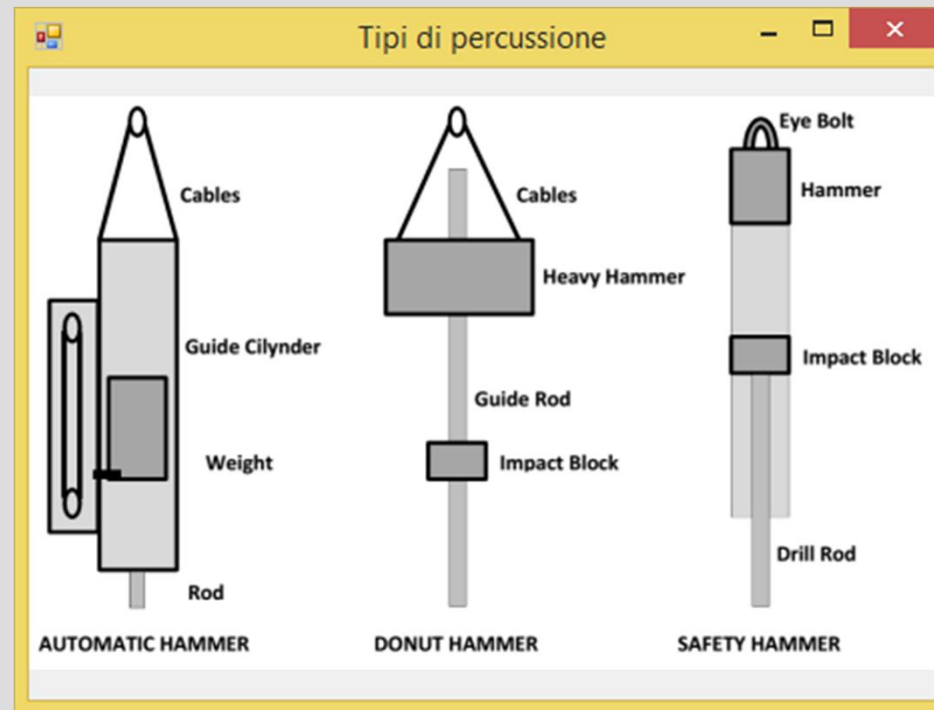 Tipi di percussione
Cables
Guide Cilynder
Weight
Rod
AUTOMATIC HAMMER
Cables
Heavy Hammer
Guide Rod
Impact Block
DONUT HAMMER
Eye Bolt
Hammer
Impact Block
Drill Rod
SAFETY HAMMER